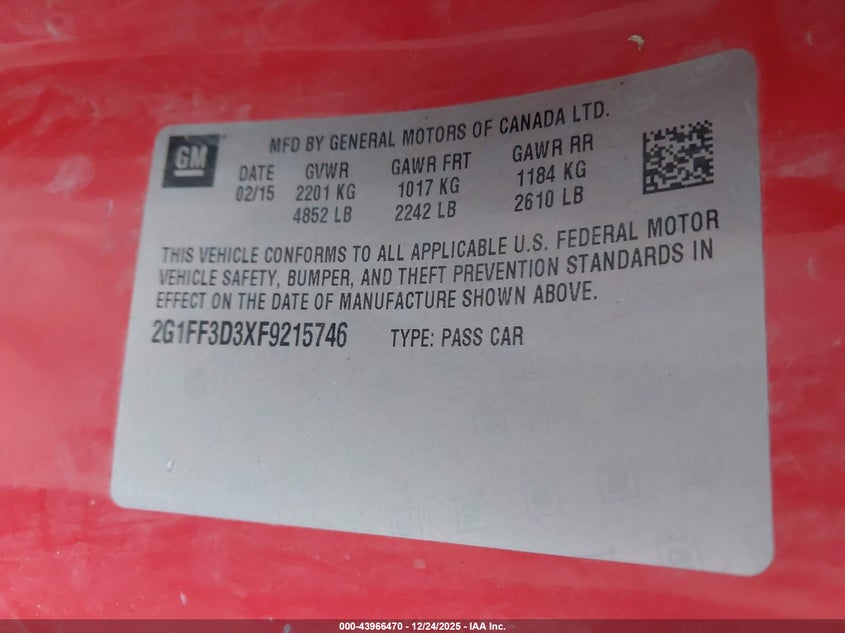 GM
MFD BY GENERAL MOTORS OF CANADA LTD.
DATE GVWR GAWR FRT GAWR RR
02/15 2201 KG 1017 KG 1184 KG
4852 LB 2242 LB 2610 LB
THIS VEHICLE CONFORMS TO ALL APPLICABLE U.S. FEDERAL MOTOR
VEHICLE SAFETY, BUMPER, AND THEFT PREVENTION STANDARDS IN
EFFECT ON THE DATE OF MANUFACTURE SHOWN ABOVE.
2G1FF3D3XF9215746 TYPE: PASS CAR
000-43966470 - 12/24/2025 - IAA Inc.